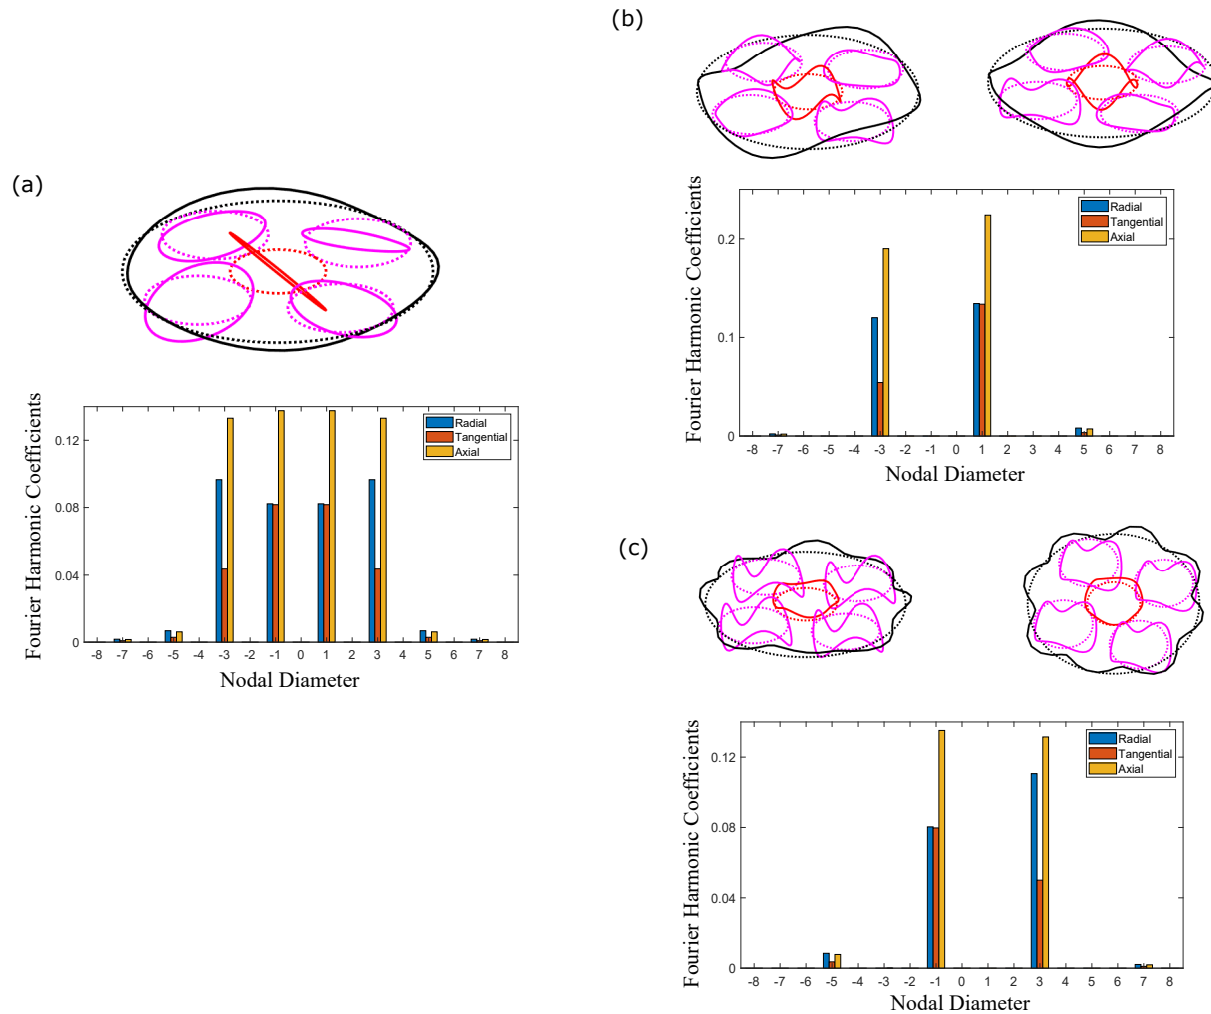 (a)
Fourier Harmonic Coefficients
0.12
0.08
0.04
0
Radial
Tangential
Axial
-8 -7 -6 -5 -4 -3 -2 -1 0 1 2 3 4 5 6 7 8
Nodal Diameter
(b)
Fourier Harmonic Coefficients
0.2
0.1
0
Radial
Tangential
Axial
-8 -7 -6 -5 -4 -3 -2 -1 0 1 2 3 4 5 6 7 8
Nodal Diameter
(c)
Fourier Harmonic Coefficients
0.12
0.08
0.04
0
Radial
Tangential
Axial
-8 -7 -6 -5 -4 -3 -2 -1 0 1 2 3 4 5 6 7 8
Nodal Diameter